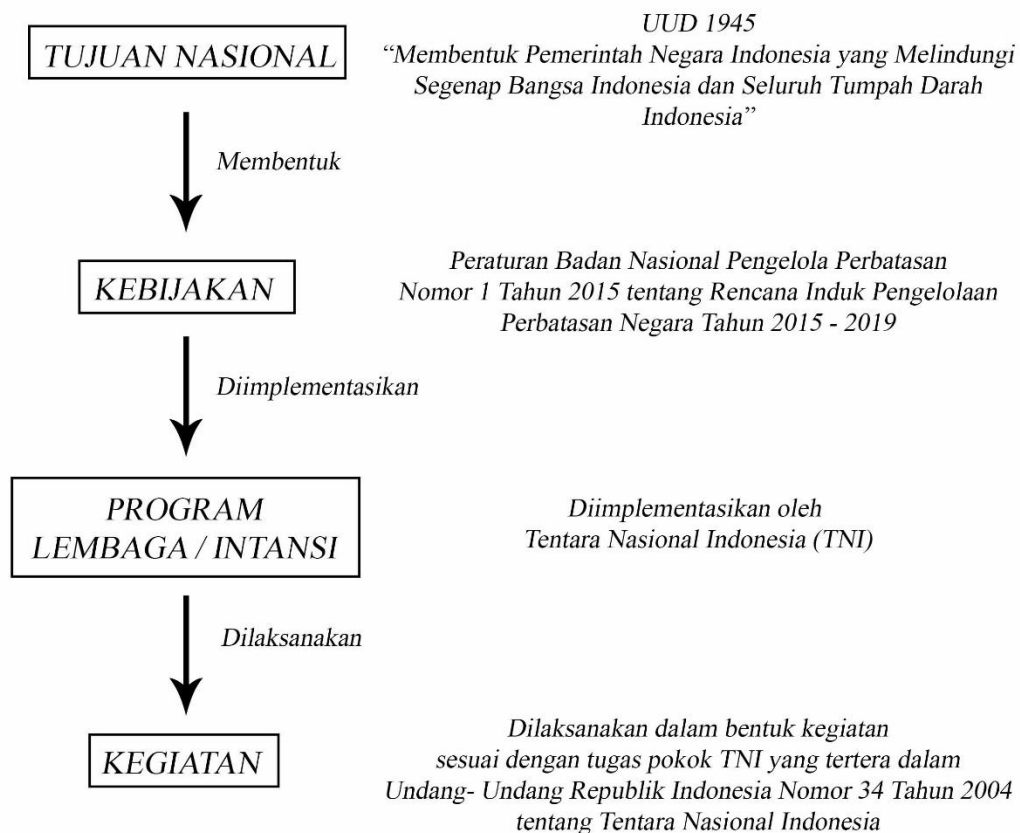 TUJUAN NASIONAL
UUD 1945
“Membentuk Pemerintah Negara Indonesia yang Melindungi
Segenap Bangsa Indonesia dan Seluruh Tumpah Darah
Indonesia”
Membentuk
KEBIJAKAN
Peraturan Badan Nasional Pengelola Perbatasan
Nomor 1 Tahun 2015 tentang Rencana Induk Pengelolaan
Perbatasan Negara Tahun 2015 - 2019
Diimplementasikan
PROGRAM
LEMBAGA / INTANSI
Diimplementasikan oleh
Tentara Nasional Indonesia (TNI)
Dilaksanakan
KEGIATAN
Dilaksanakan dalam bentuk kegiatan
sesuai dengan tugas pokok TNI yang tertera dalam
Undang- Undang Republik Indonesia Nomor 34 Tahun 2004
tentang Tentara Nasional Indonesia